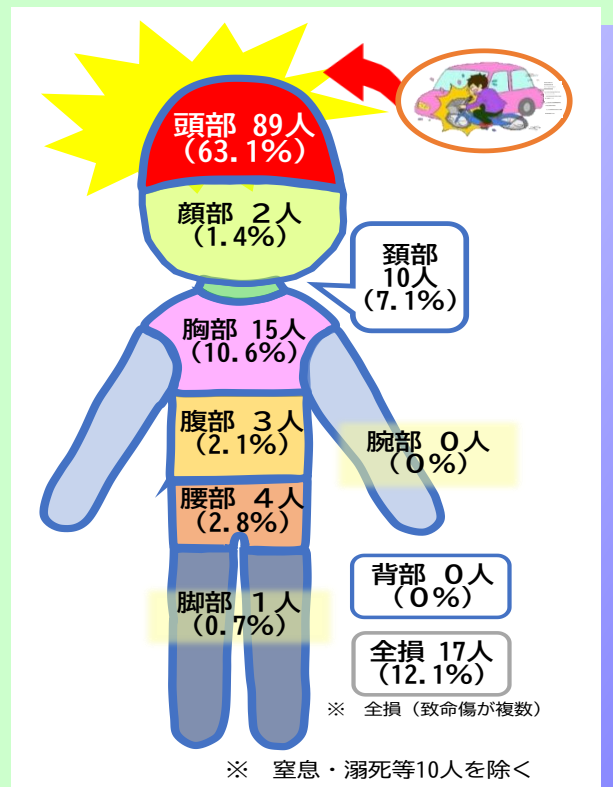 頭部 89人
（63.1％）
顔部 ２人
（1.4％）
頚部
10人
（7.1％）
胸部 15人
（10.6％）
腹部 ３人
（2.1％）
腕部 ０人
（０％）
腰部 ４人
（2.8％）
背部 ０人
（０％）
脚部 １人
（0.7％）
全損 17人
（12.1％）
※　全損（致命傷が複数）
※　窒息・溺死等10人を除く